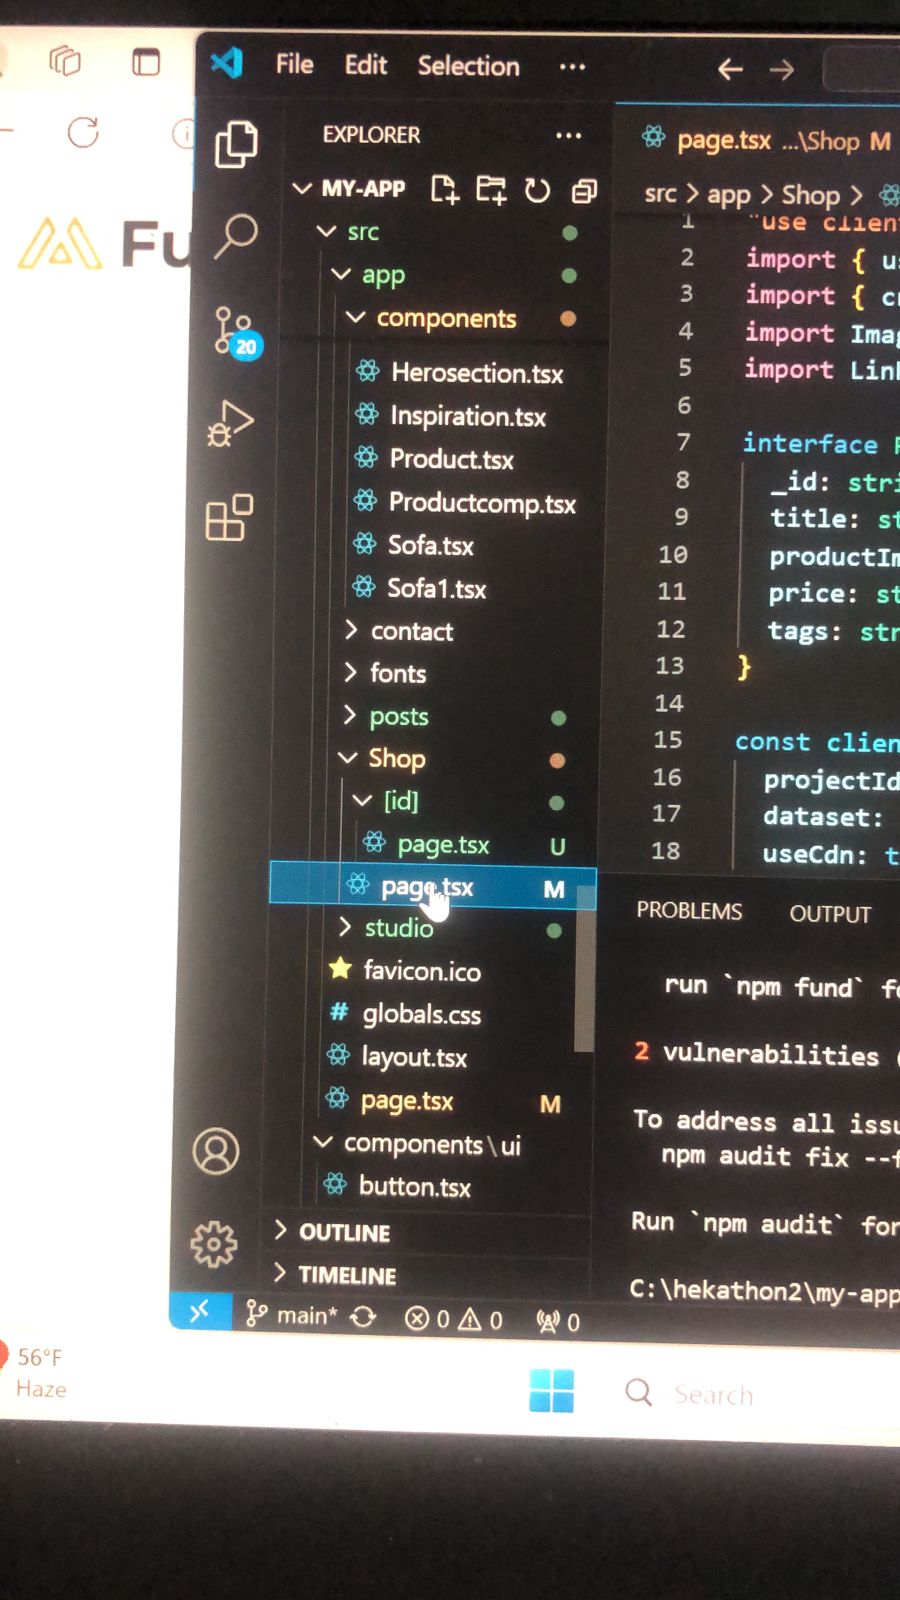 File Edit Selection ...
EXPLORER ...
page.tsx ...\Shop M
MY-APP
src > app > Shop >
Fu
src
app
components
20
Herosection.tsx
Inspiration.tsx
Product.tsx
Productcomp.tsx
Sofa.tsx
Sofa1.tsx
contact
fonts
posts
Shop
[id]
page.tsx U
page.tsx M
studio
favicon.ico
# globals.css
layout.tsx
page.tsx M
components\ui
button.tsx
OUTLINE
TIMELINE
main* 0 0 0
1 "use clien
2 import { u
3 import { c
4 import Imag
5 import Lin
6
7 interface
8 _id: stri
9 title: st
10 productIm
11 price: st
12 tags: str
13 }
14
15 const clien
16 projectId
17 dataset:
18 useCdn: t
PROBLEMS OUTPUT
run `npm fund` fo
2 vulnerabilities (
To address all issu
npm audit fix --f
Run `npm audit` for
C:\hekathon2\my-app
56°F
Haze
Search